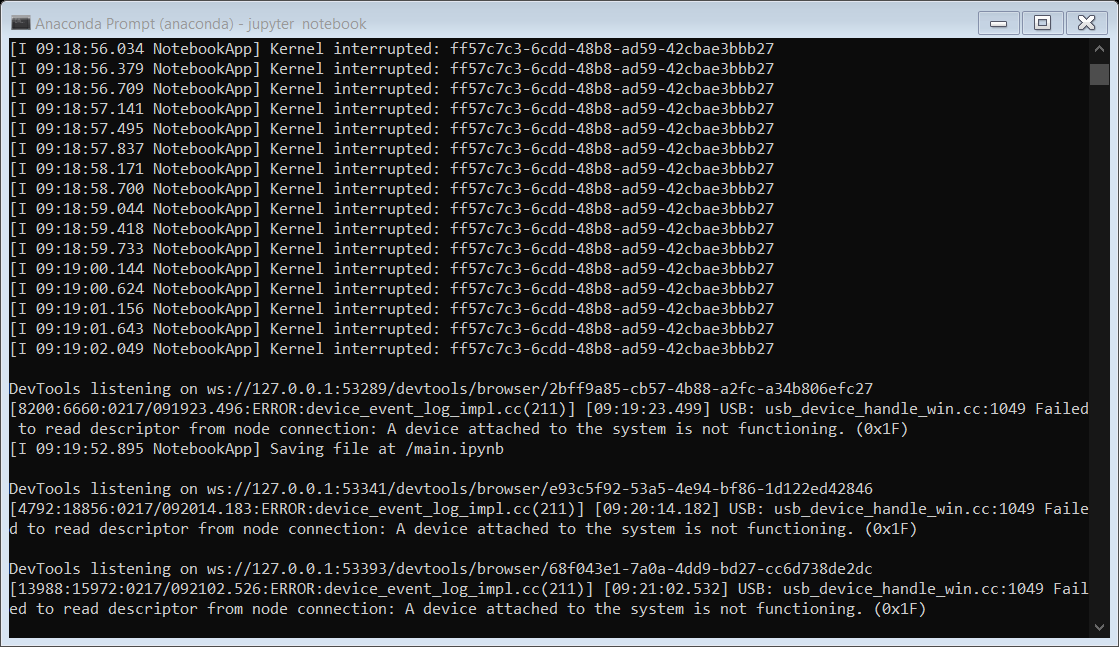 Anaconda Prompt (anaconda) - jupyter  notebook
[I 09:18:56.034 NotebookApp] Kernel interrupted: ff57c7c3-6cdd-48b8-ad59-42cbae3bbb27
[I 09:18:56.379 NotebookApp] Kernel interrupted: ff57c7c3-6cdd-48b8-ad59-42cbae3bbb27
[I 09:18:56.709 NotebookApp] Kernel interrupted: ff57c7c3-6cdd-48b8-ad59-42cbae3bbb27
[I 09:18:57.141 NotebookApp] Kernel interrupted: ff57c7c3-6cdd-48b8-ad59-42cbae3bbb27
[I 09:18:57.495 NotebookApp] Kernel interrupted: ff57c7c3-6cdd-48b8-ad59-42cbae3bbb27
[I 09:18:57.837 NotebookApp] Kernel interrupted: ff57c7c3-6cdd-48b8-ad59-42cbae3bbb27
[I 09:18:58.171 NotebookApp] Kernel interrupted: ff57c7c3-6cdd-48b8-ad59-42cbae3bbb27
[I 09:18:58.700 NotebookApp] Kernel interrupted: ff57c7c3-6cdd-48b8-ad59-42cbae3bbb27
[I 09:18:59.044 NotebookApp] Kernel interrupted: ff57c7c3-6cdd-48b8-ad59-42cbae3bbb27
[I 09:18:59.418 NotebookApp] Kernel interrupted: ff57c7c3-6cdd-48b8-ad59-42cbae3bbb27
[I 09:18:59.733 NotebookApp] Kernel interrupted: ff57c7c3-6cdd-48b8-ad59-42cbae3bbb27
[I 09:19:00.144 NotebookApp] Kernel interrupted: ff57c7c3-6cdd-48b8-ad59-42cbae3bbb27
[I 09:19:00.624 NotebookApp] Kernel interrupted: ff57c7c3-6cdd-48b8-ad59-42cbae3bbb27
[I 09:19:01.156 NotebookApp] Kernel interrupted: ff57c7c3-6cdd-48b8-ad59-42cbae3bbb27
[I 09:19:01.643 NotebookApp] Kernel interrupted: ff57c7c3-6cdd-48b8-ad59-42cbae3bbb27
[I 09:19:02.049 NotebookApp] Kernel interrupted: ff57c7c3-6cdd-48b8-ad59-42cbae3bbb27
DevTools listening on ws://127.0.0.1:53289/devtools/browser/2bff9a85-cb57-4b88-a2fc-a34b806efc27
[8200:6660:0217/091923.496:ERROR:device_event_log_impl.cc(211)] [09:19:23.499] USB: usb_device_handle_win.cc:1049 Failed
 to read descriptor from node connection: A device attached to the system is not functioning. (0x1F)
[I 09:19:52.895 NotebookApp] Saving file at /main.ipynb
DevTools listening on ws://127.0.0.1:53341/devtools/browser/e93c5f92-53a5-4e94-bf86-1d122ed42846
[4792:18856:0217/092014.183:ERROR:device_event_log_impl.cc(211)] [09:20:14.182] USB: usb_device_handle_win.cc:1049 Faile
d to read descriptor from node connection: A device attached to the system is not functioning. (0x1F)
DevTools listening on ws://127.0.0.1:53393/devtools/browser/68f043e1-7a0a-4dd9-bd27-cc6d738de2dc
[13988:15972:0217/092102.526:ERROR:device_event_log_impl.cc(211)] [09:21:02.532] USB: usb_device_handle_win.cc:1049 Fail
ed to read descriptor from node connection: A device attached to the system is not functioning. (0x1F)